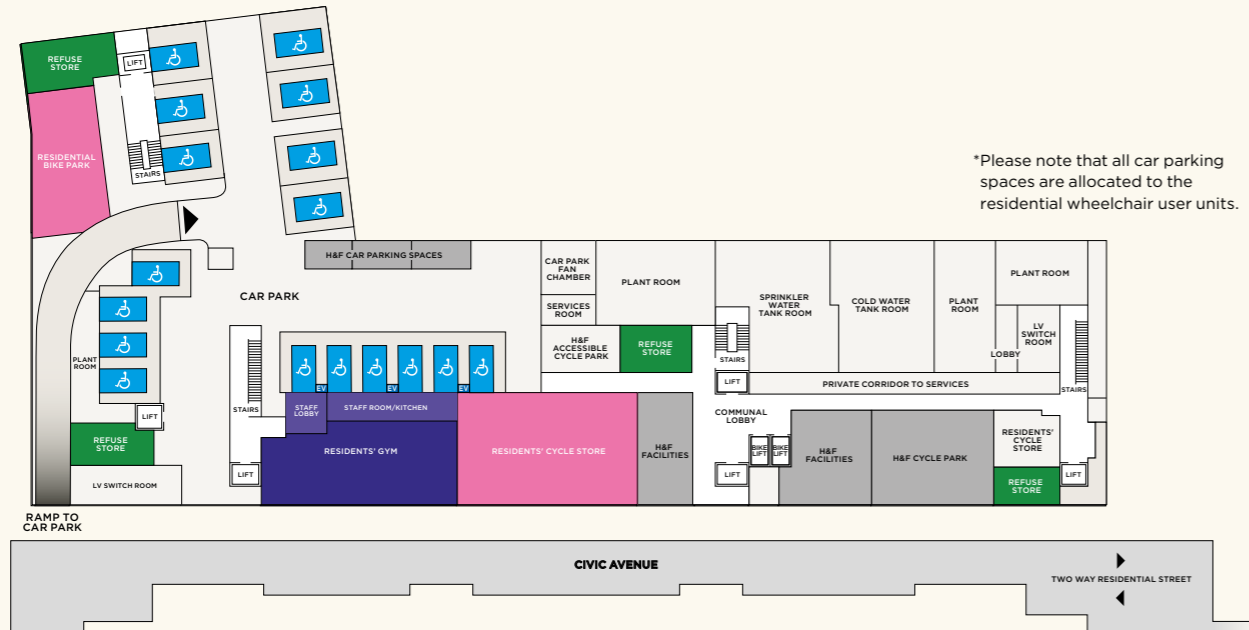 REFUSE
STORE
LIFT
RESIDENTIAL
BIKE PARK
STAIRS
*Please note that all car parking
spaces are allocated to the
residential wheelchair user units.
H&F CAR PARKING SPACES
CAR PARK
CAR PARK
FAN
CHAMBER
SERVICES
ROOM
PLANT ROOM
SPRINKLER
WATER
TANK ROOM
COLD WATER
TANK ROOM
PLANT
ROOM
PLANT ROOM
LV
SWITCH
ROOM
LOBBY
H&F
ACCESSIBLE
CYCLE PARK
REFUSE
STORE
STAIRS
LIFT
PRIVATE CORRIDOR TO SERVICES
STAIRS
PLANT
ROOM
LIFT
REFUSE
STORE
LV SWITCH ROOM
STAIRS
LIFT
EV
EV
EV
STAFF
LOBBY
STAFF ROOM/KITCHEN
RESIDENTS' GYM
RESIDENTS' CYCLE STORE
H&F
FACILITIES
COMMUNAL
LOBBY
LIFT
BIKE
LIFT
BIKE
LIFT
H&F
FACILITIES
H&F CYCLE PARK
RESIDENTS'
CYCLE
STORE
REFUSE
STORE
LIFT
RAMP TO
CAR PARK
CIVIC AVENUE
TWO WAY RESIDENTIAL STREET